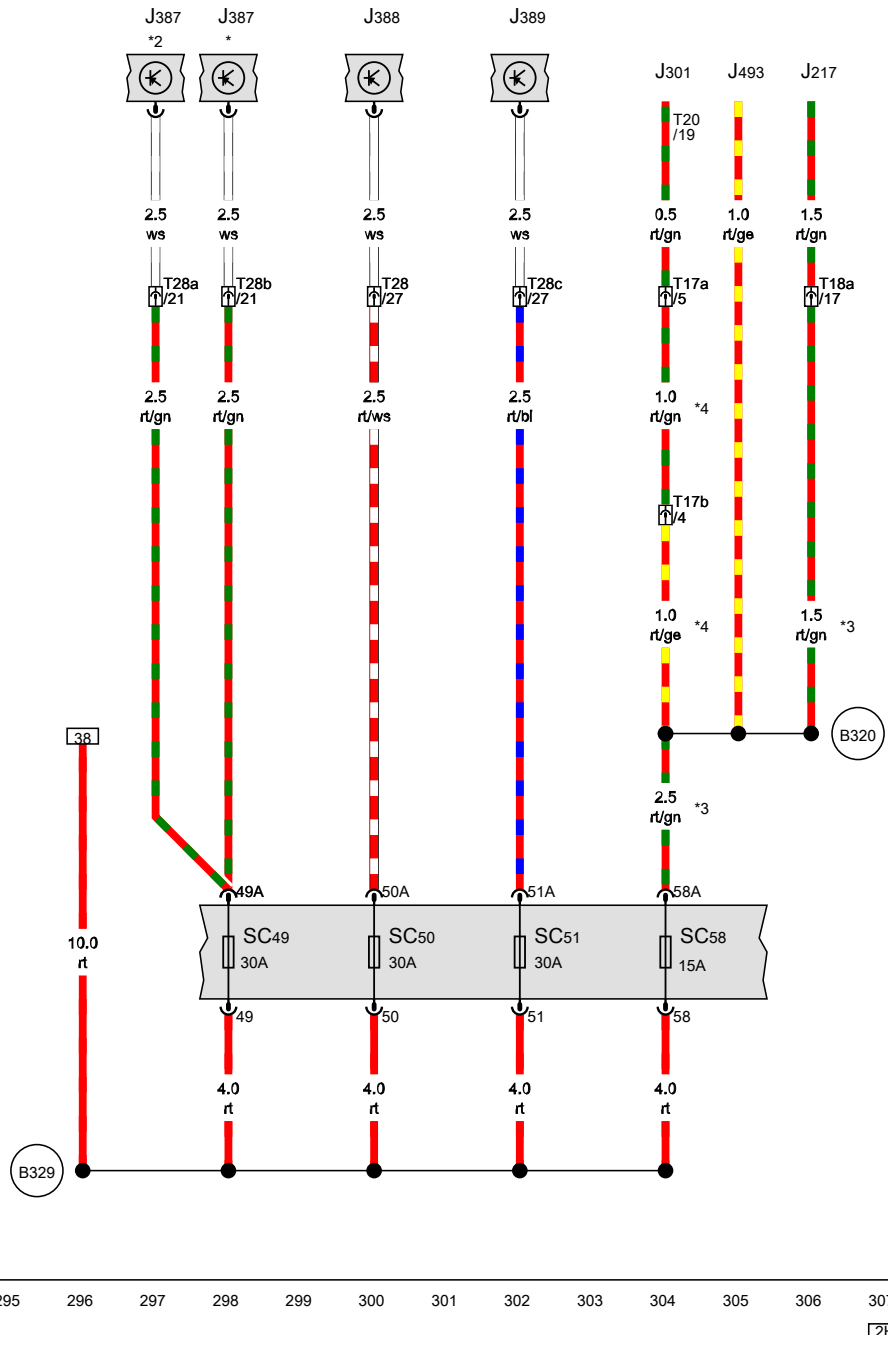 J387 J387 J388 J389
*2 *
J301 J493 J217
T20
/19
2.5 2.5 2.5 2.5 0.5 1.0 1.5
ws ws ws ws rt/gn rt/ge rt/gn
T28a T28b T28 T28c T17a T18a
/21 /21 /27 /27 /5 /17
2.5 2.5 2.5 2.5 1.0
rt/gn rt/gn rt/ws rt/bl rt/gn *4
T17b
/4
1.0 1.5
rt/ge *4 rt/gn *3
38 B320
2.5
rt/gn *3
49A 50A 51A 58A
10.0 SC49 SC50 SC51 SC58
rt 30A 30A 30A 15A
49 50 51 58
4.0 4.0 4.0 4.0
rt rt rt rt
B329
295 296 297 298 299 300 301 302 303 304 305 306 307